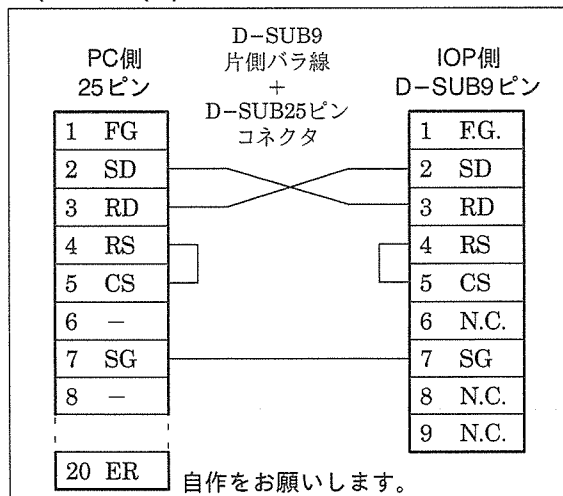 PC側
25ピン
D-SUB9
片側バラ線
+
D-SUB25ピン
コネクタ
IOP側
D-SUB9ピン
1 FG
2 SD
3 RD
4 RS
5 CS
6 −
7 SG
8 −
20 ER
1 F.G.
2 SD
3 RD
4 RS
5 CS
6 N.C.
7 SG
8 N.C.
9 N.C.
自作をお願いします。